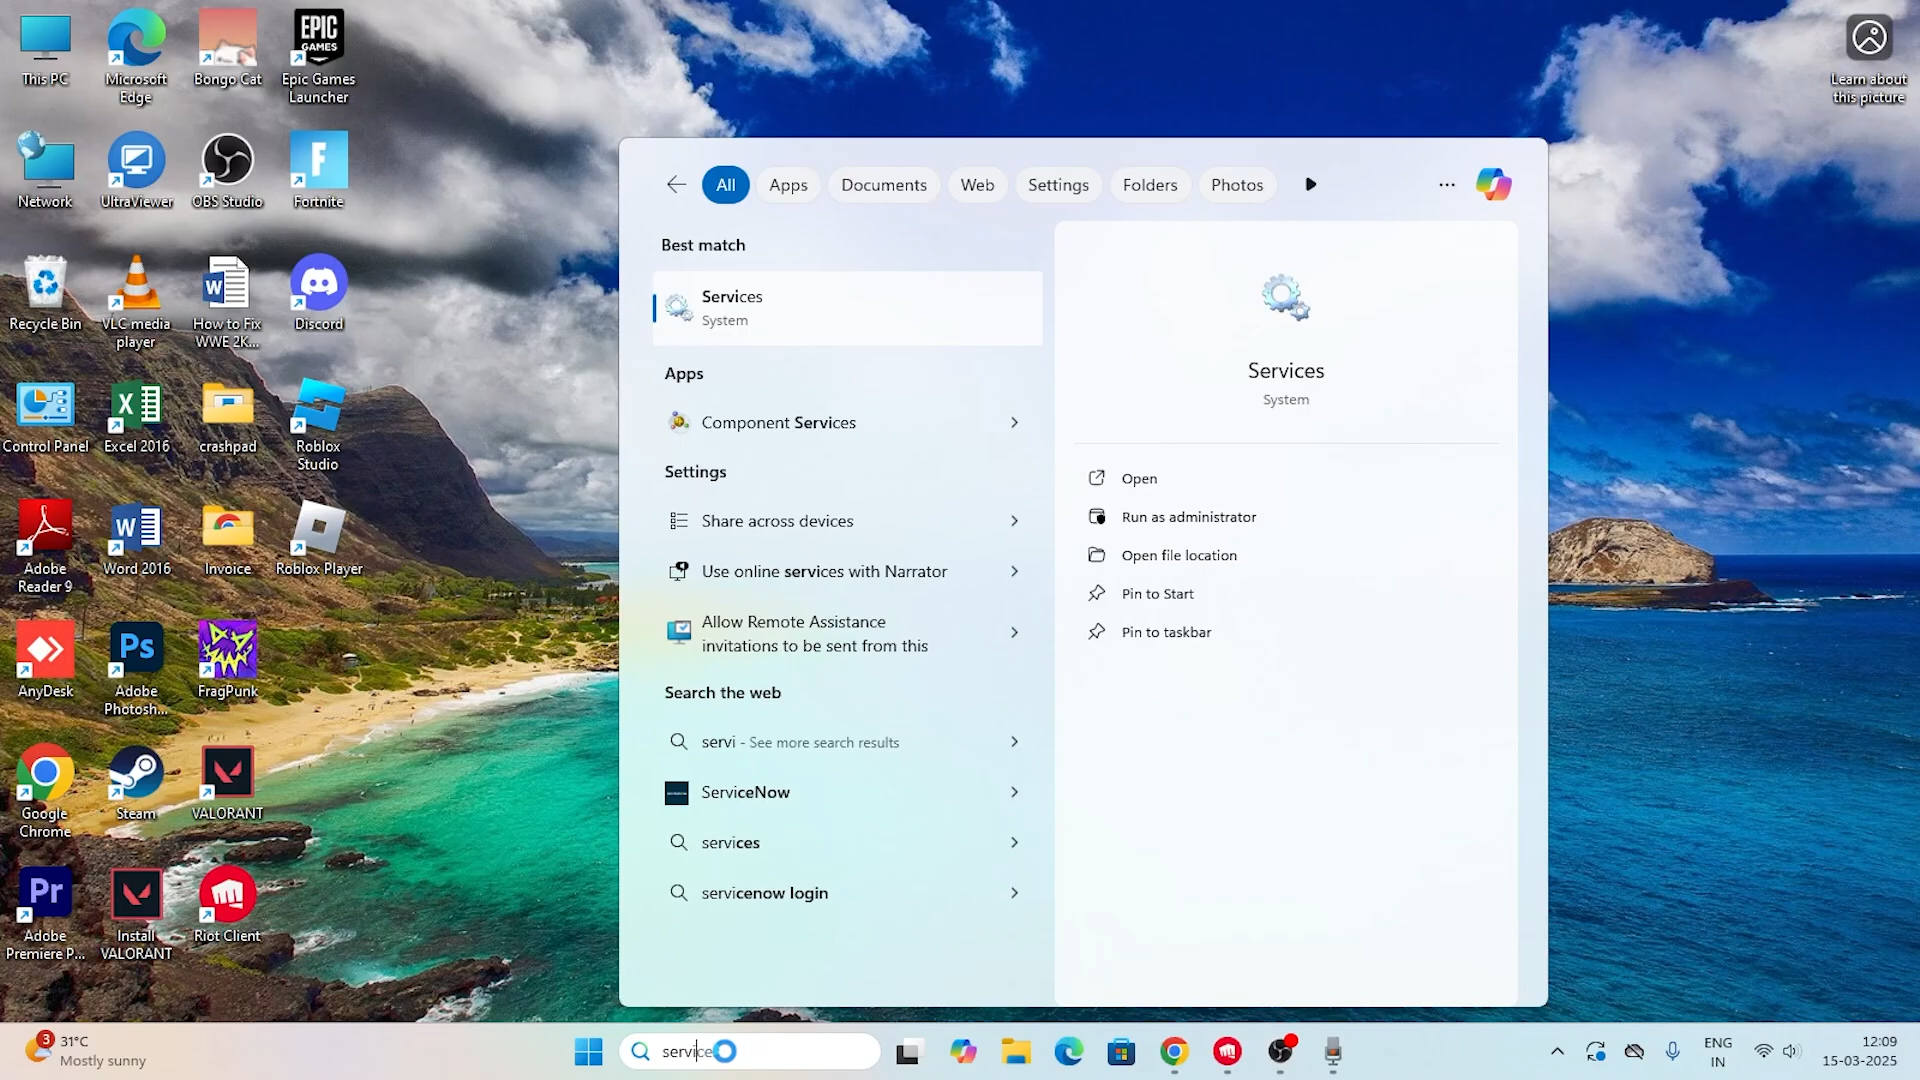 This PC
Microsoft
Edge
Bongo Cat
EPIC
GAMES
Epic Games
Launcher
Network
UltraViewer
OBS Studio
F
Fortnite
Recycle Bin
VLC media
player
W
How to Fix
WWE 2K...
Discord
Control Panel
X
Excel 2016
crashpad
Roblox
Studio
Adobe
Reader 9
W
Word 2016
Invoice
Roblox Player
AnyDesk
Ps
Adobe
Photosh...
FragPunk
Google
Chrome
Steam
VALORANT
Pr
Adobe
Premiere P...
Install
VALORANT
Riot Client
Learn about
this picture
All
Apps
Documents
Web
Settings
Folders
Photos
Best match
Services
System
Apps
Component Services
Settings
Share across devices
Use online services with Narrator
Allow Remote Assistance
invitations to be sent from this
Search the web
servi - See more search results
ServiceNow
services
servicenow login
Services
System
Open
Run as administrator
Open file location
Pin to Start
Pin to taskbar
3
31°C
Mostly sunny
service
ENG
IN
12:09
15-03-2025